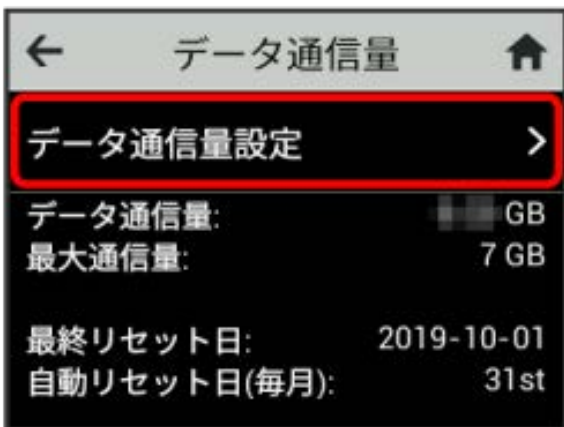 データ通信量
データ通信量設定
データ通信量: GB
最大通信量: 7 GB
最終リセット日: 2019-10-01
自動リセット日(毎月): 31st